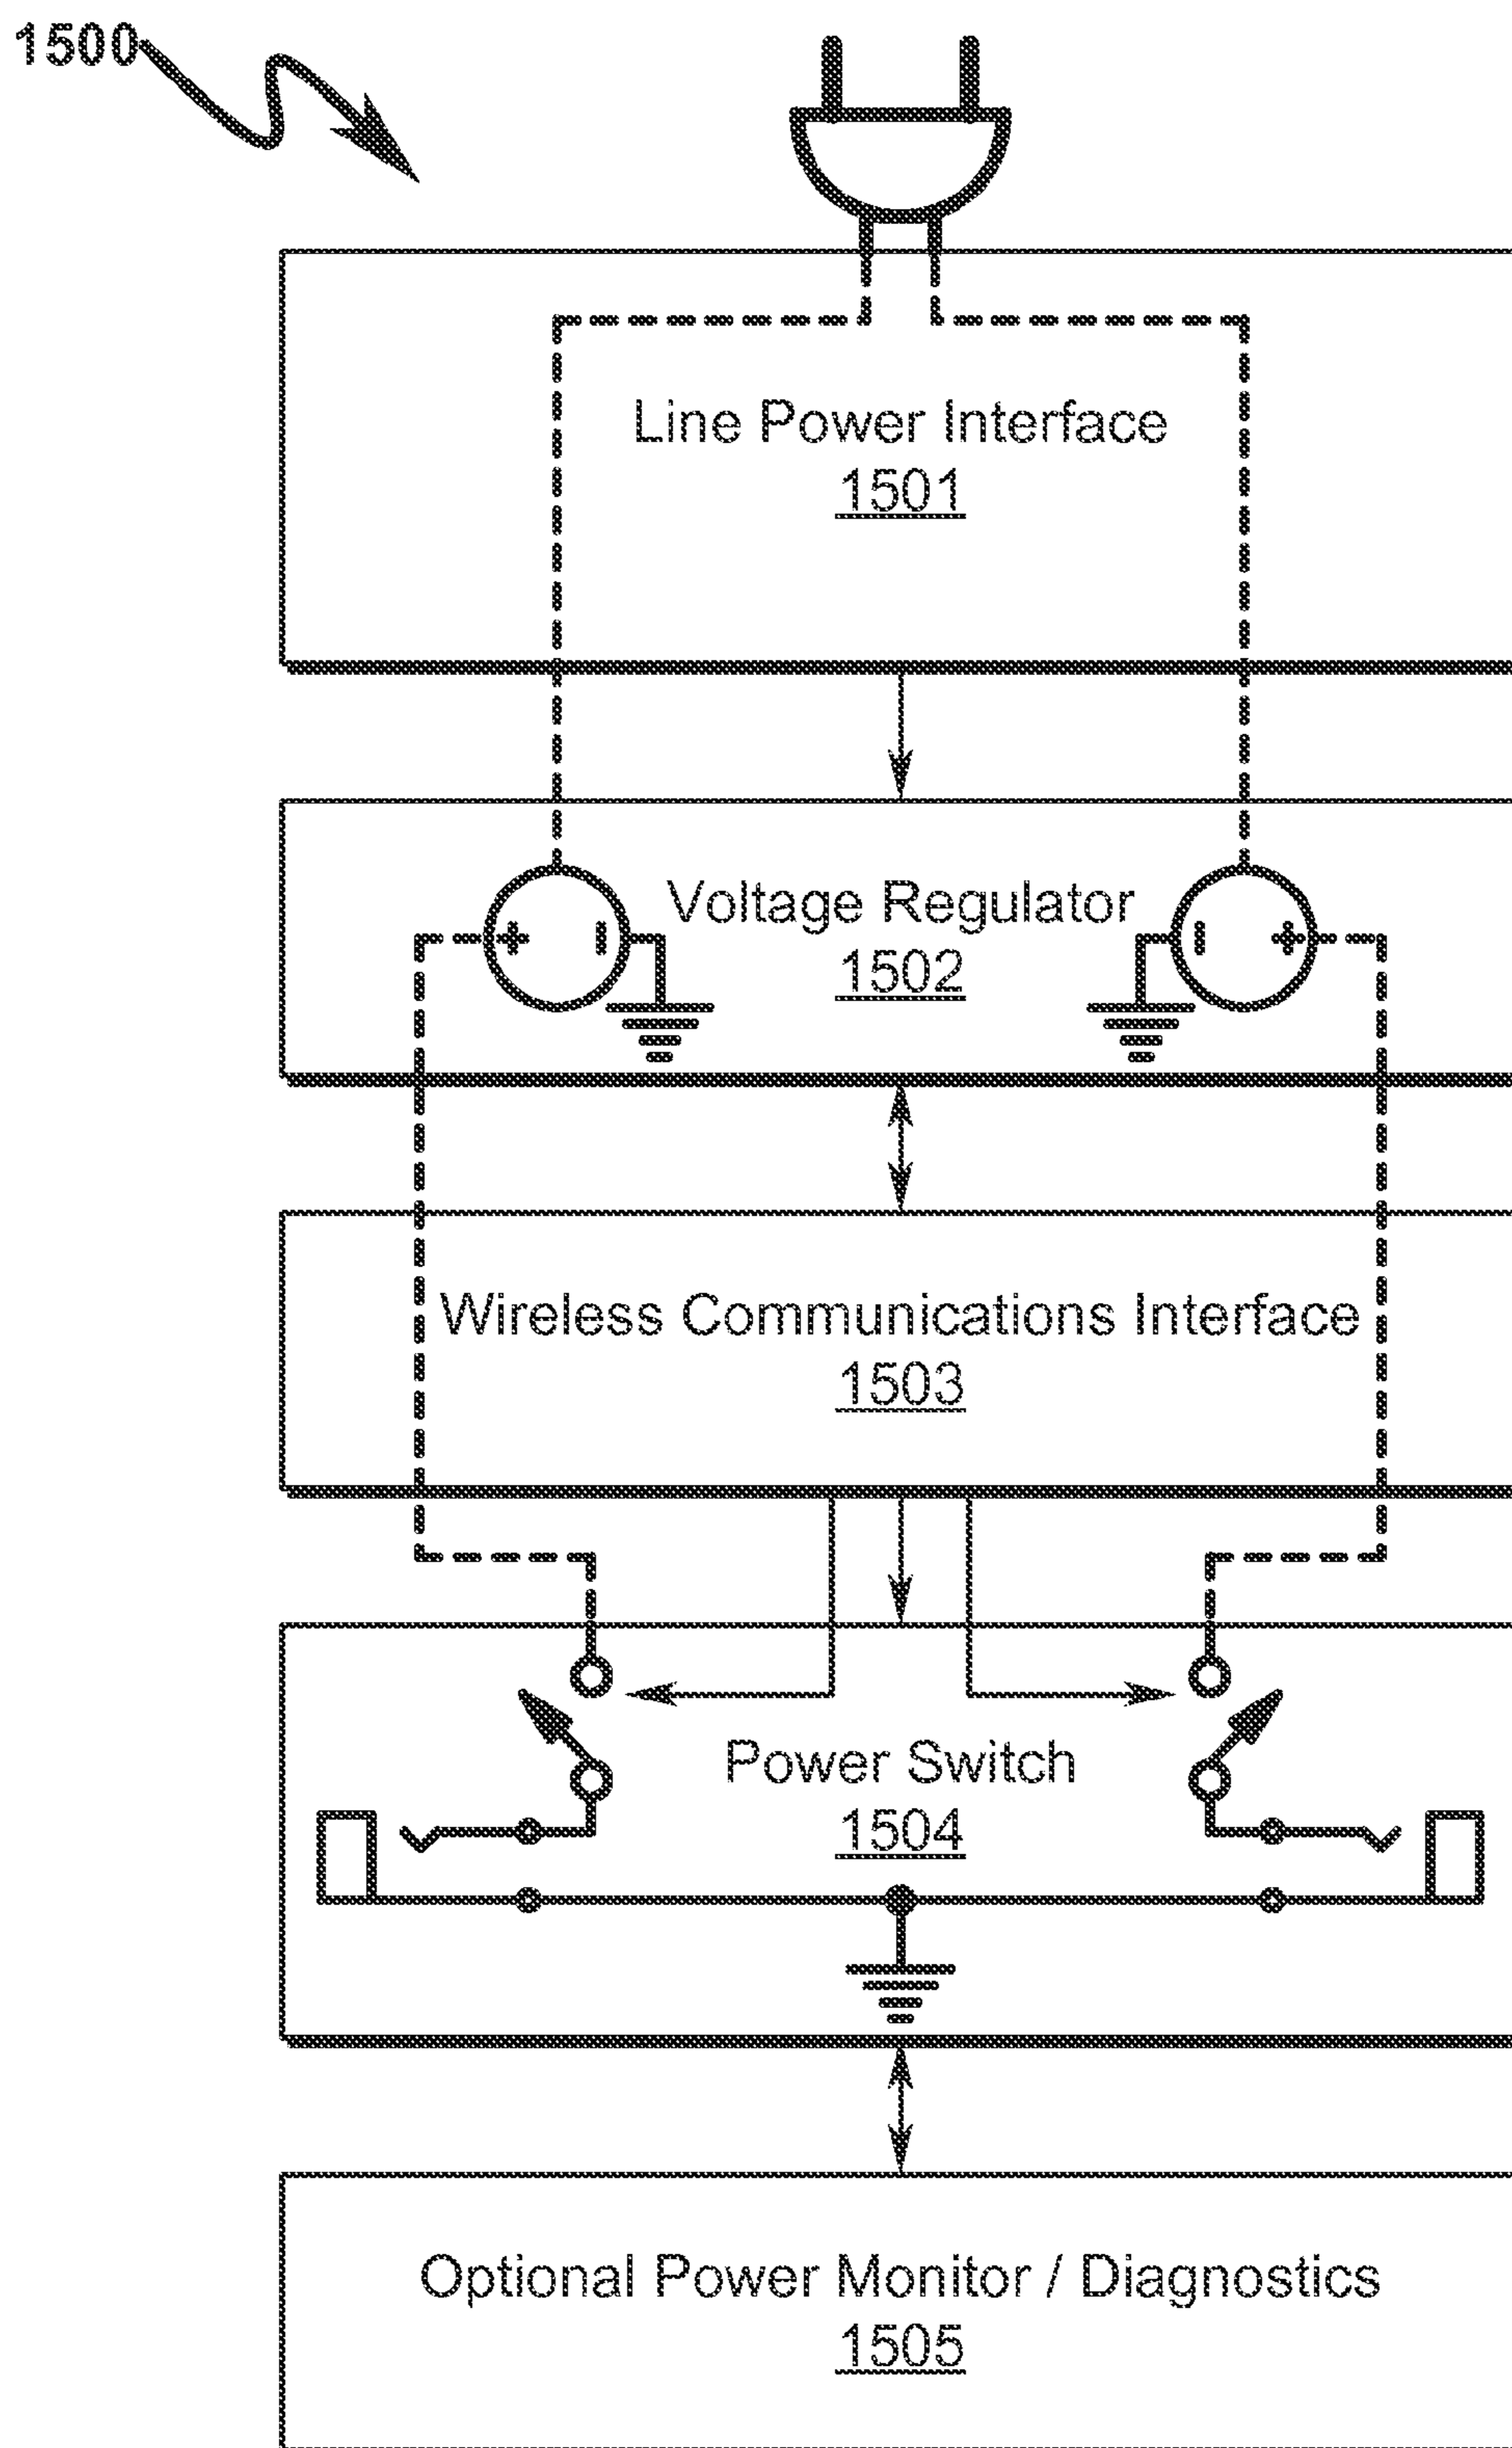 1500
Line Power Interface
1501
Voltage Regulator
1502
Wireless Communications Interface
1503
Power Switch
1504
Optional Power Monitor / Diagnostics
1505